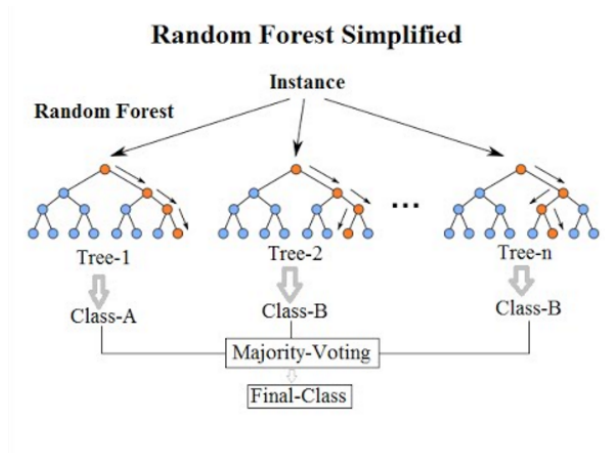 Random Forest Simplified
Instance
Random Forest
...
Tree-1
Tree-2
Tree-n
Class-A
Class-B
Class-B
Majority-Voting
Final-Class